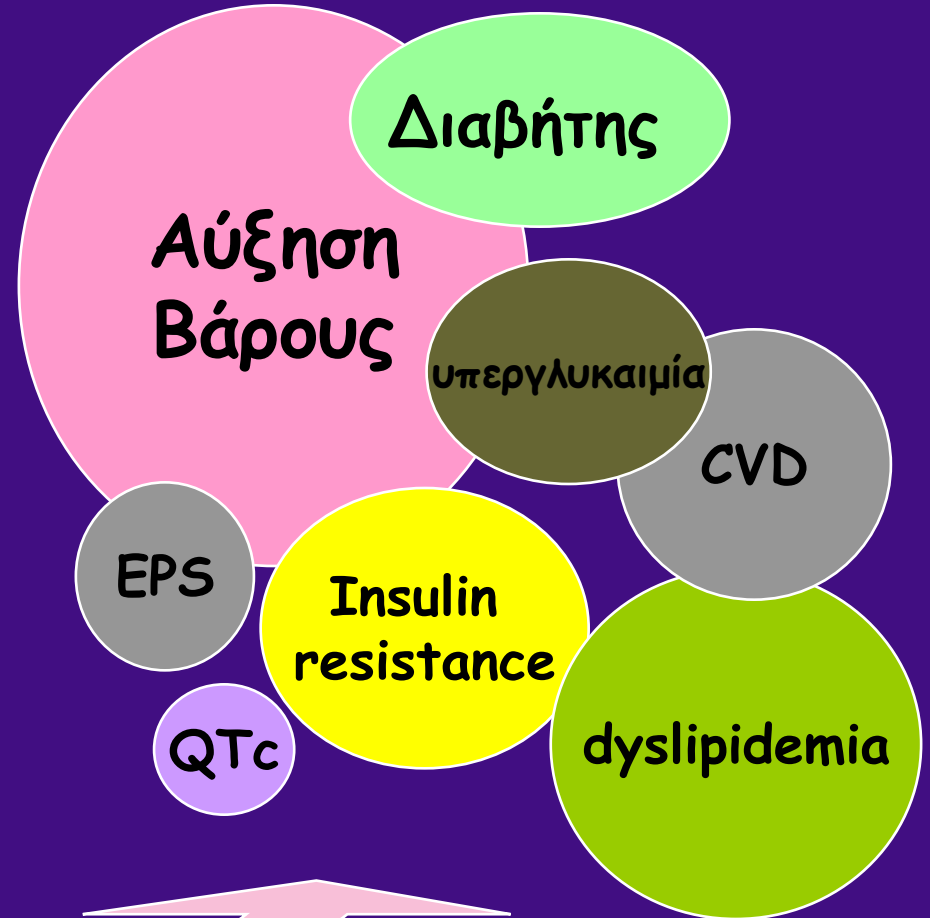 Διαβήτης
Αύξηση
Βάρους
υπεργλυκαιμία
CVD
EPS
Insulin
resistance
QTc
dyslipidemia